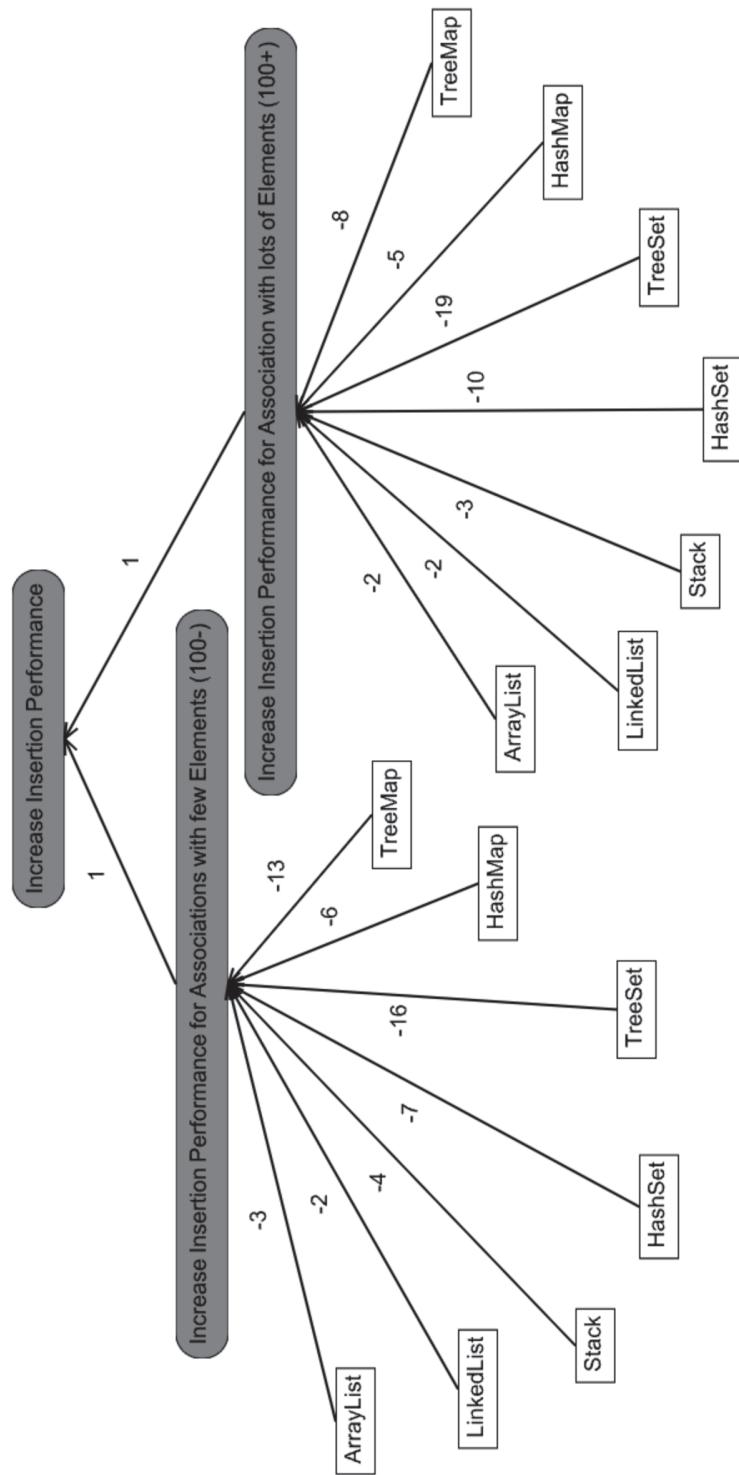 Increase Insertion Performance
1
1
Increase Insertion Performance for Associations with few Elements (100-)
Increase Insertion Performance for Association with lots of Elements (100+)
-3
-2
-4
-7
-16
-6
-13
ArrayList
LinkedList
Stack
HashSet
TreeSet
HashMap
TreeMap
-2
-2
-3
-10
-19
-5
-8
ArrayList
LinkedList
Stack
HashSet
TreeSet
HashMap
TreeMap